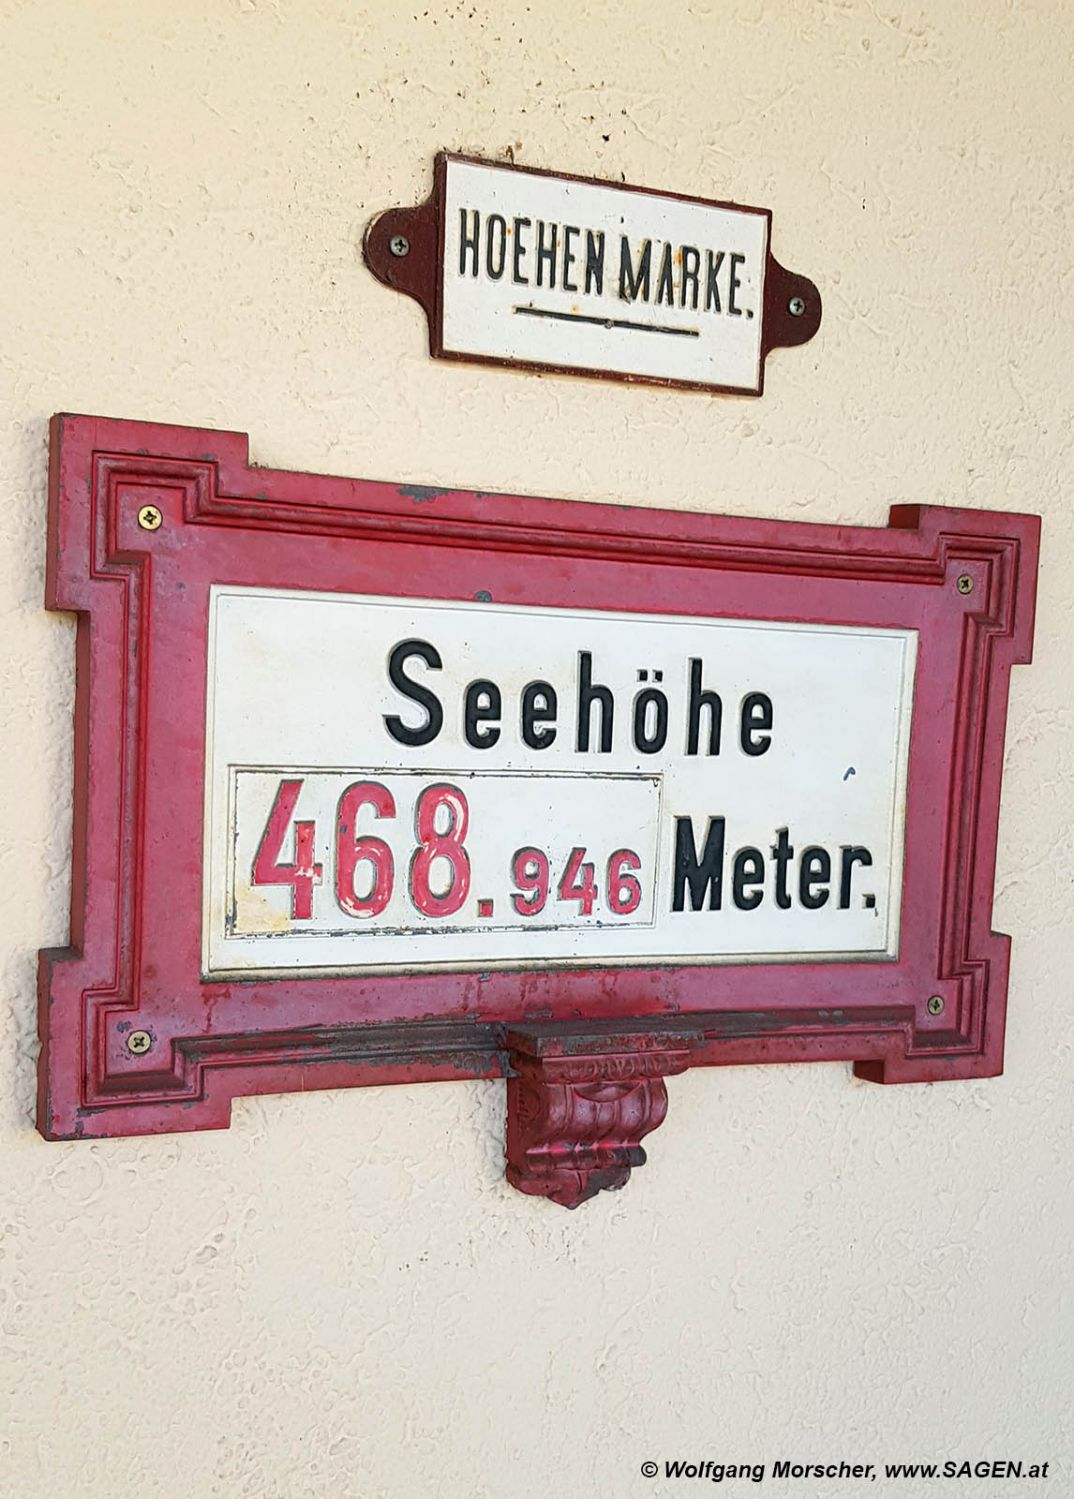 HOEHEN MARKE.
Seehöhe
468.946 Meter.
© Wolfgang Morscher, www.SAGEN.at